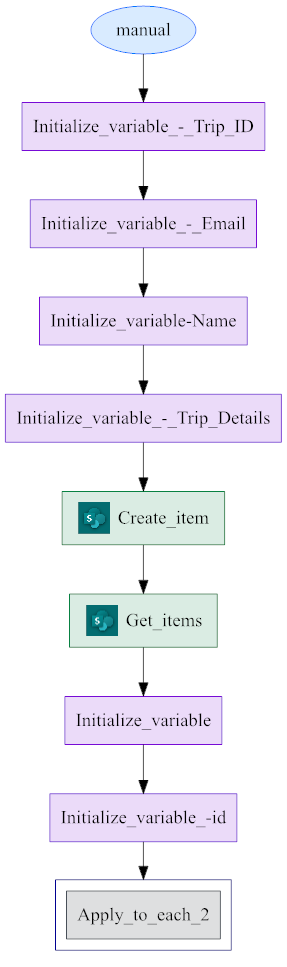 manual
Initialize_variable_-_Trip_ID
Initialize_variable_-_Email
Initialize_variable-Name
Initialize_variable_-_Trip_Details
S Create_item
S Get_items
Initialize_variable
Initialize_variable_-id
Apply_to_each_2